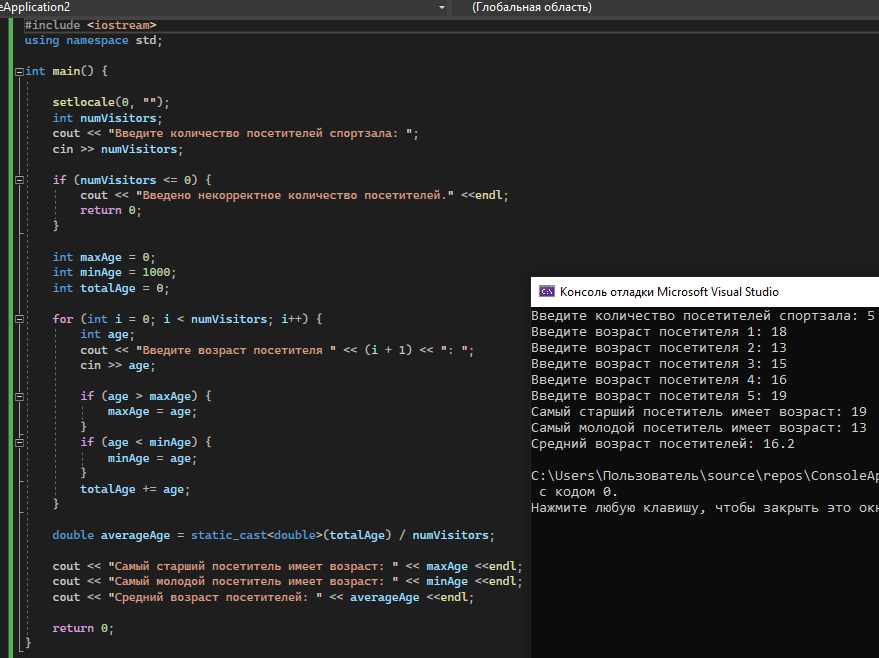 eApplication2
(Глобальная область)
#include <iostream>
using namespace std;
int main() {
setlocale(0, "");
int numVisitors;
cout << "Введите количество посетителей спортзала: ";
cin >> numVisitors;
if (numVisitors <= 0) {
cout << "Введено некорректное количество посетителей." <<endl;
return 0;
}
int maxAge = 0;
int minAge = 1000;
int totalAge = 0;
for (int i = 0; i < numVisitors; i++) {
int age;
cout << "Введите возраст посетителя " << (i + 1) << ": ";
cin >> age;
if (age > maxAge) {
maxAge = age;
}
if (age < minAge) {
minAge = age;
}
totalAge += age;
}
double averageAge = static_cast<double>(totalAge) / numVisitors;
cout << "Самый старший посетитель имеет возраст: " << maxAge <<endl;
cout << "Самый молодой посетитель имеет возраст: " << minAge <<endl;
cout << "Средний возраст посетителей: " << averageAge <<endl;
return 0;
}
Консоль отладки Microsoft Visual Studio
Введите количество посетителей спортзала: 5
Введите возраст посетителя 1: 18
Введите возраст посетителя 2: 13
Введите возраст посетителя 3: 15
Введите возраст посетителя 4: 16
Введите возраст посетителя 5: 19
Самый старший посетитель имеет возраст: 19
Самый молодой посетитель имеет возраст: 13
Средний возраст посетителей: 16.2
C:\Users\Пользователь\source\repos\ConsoleAp
с кодом 0.
Нажмите любую клавишу, чтобы закрыть это окн